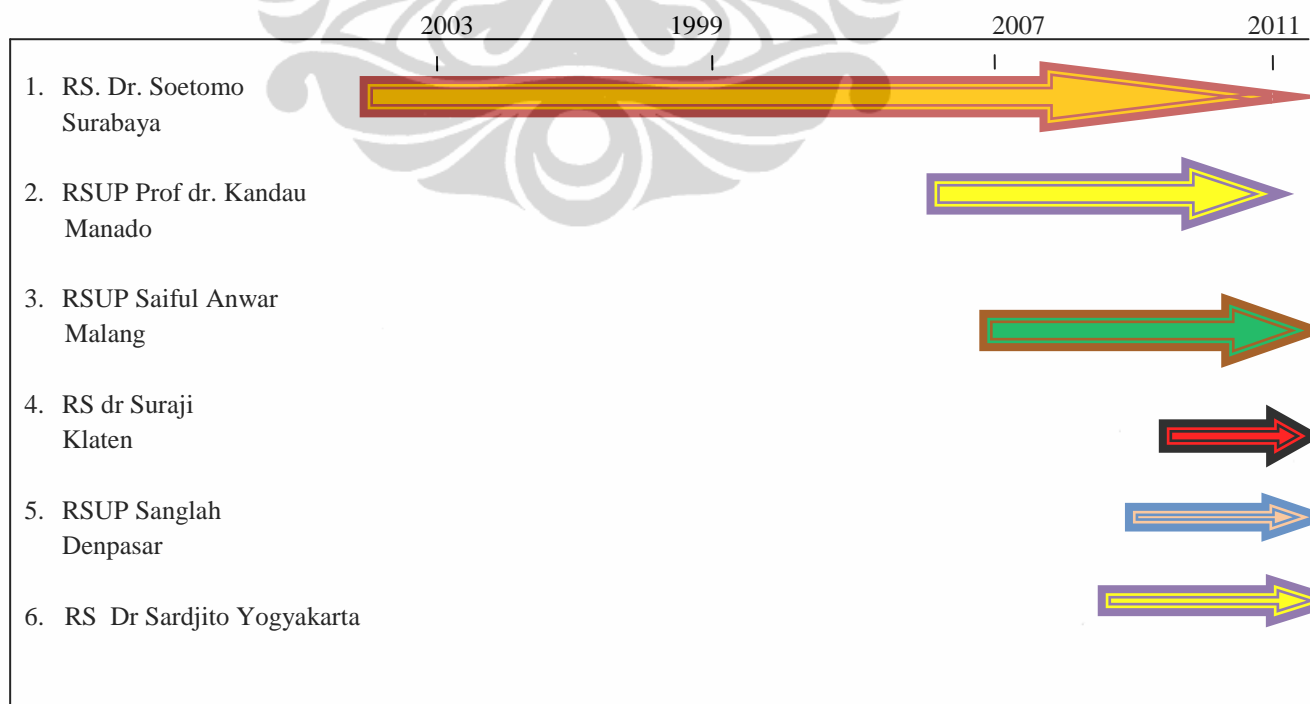 2003 1999 2007 2011
1. RS. Dr. Soetomo
Surabaya
2. RSUP Prof dr. Kandau
Manado
3. RSUP Saiful Anwar
Malang
4. RS dr Suraji
Klaten
5. RSUP Sanglah
Denpasar
6. RS Dr Sardjito Yogyakarta